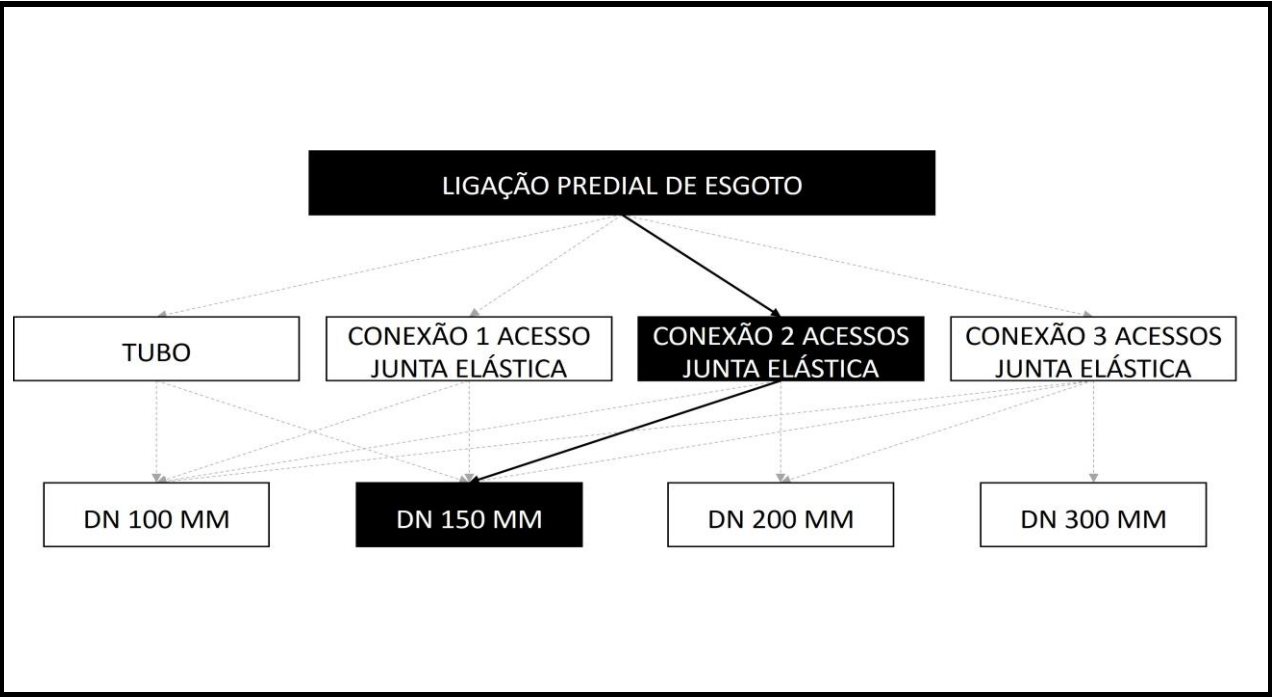 LIGAÇÃO PREDIAL DE ESGOTO
TUBO
CONEXÃO 1 ACESSO
JUNTA ELÁSTICA
CONEXÃO 2 ACESSOS
JUNTA ELÁSTICA
CONEXÃO 3 ACESSOS
JUNTA ELÁSTICA
DN 100 MM
DN 150 MM
DN 200 MM
DN 300 MM